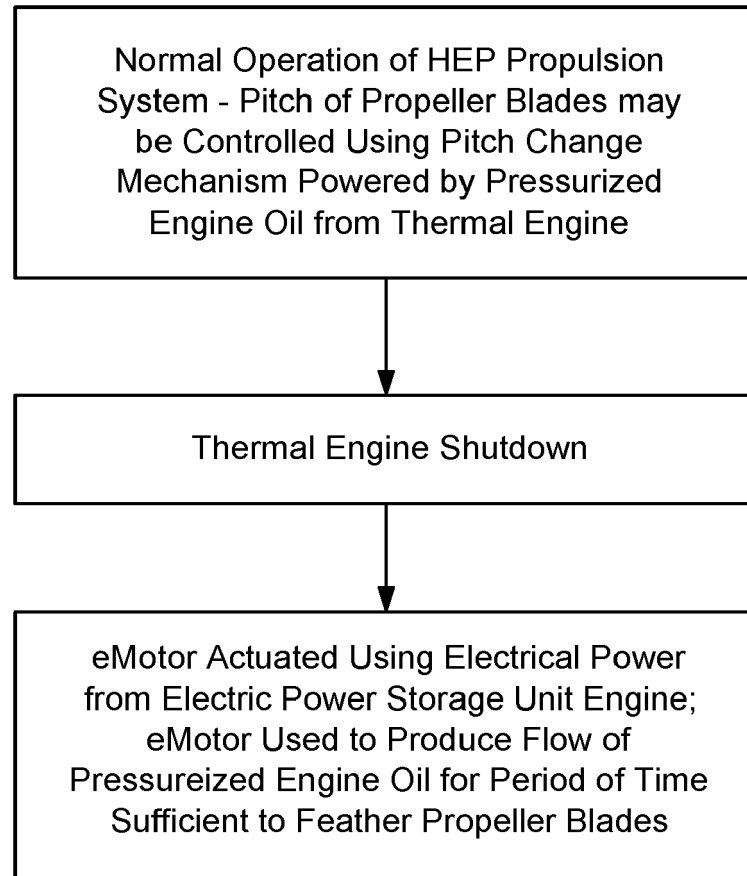 Normal Operation of HEP Propulsion
System - Pitch of Propeller Blades may
be Controlled Using Pitch Change
Mechanism Powered by Pressurized
Engine Oil from Thermal Engine
Thermal Engine Shutdown
eMotor Actuated Using Electrical Power
from Electric Power Storage Unit Engine;
eMotor Used to Produce Flow of
Pressureized Engine Oil for Period of Time
Sufficient to Feather Propeller Blades